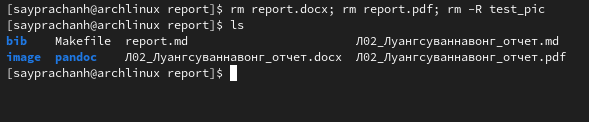 [sayprachanh@archlinux report]$ rm report.docx; rm report.pdf; rm -R test_pic
[sayprachanh@archlinux report]$ ls
bib Makefile report.md Л02_Луангсуваннавонг_отчет.md
image pandoc Л02_Луангсуваннавонг_отчет.docx Л02_Луангсуваннавонг_отчет.pdf
[sayprachanh@archlinux report]$